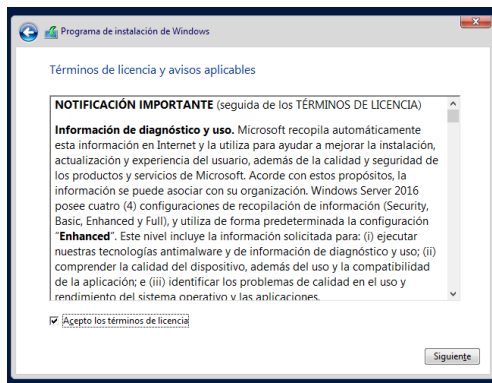 Programa de instalación de Windows
Términos de licencia y avisos aplicables
NOTIFICACIÓN IMPORTANTE (seguida de los TÉRMINOS DE LICENCIA)
Información de diagnóstico y uso. Microsoft recopila automáticamente
esta información en Internet y la utiliza para ayudar a mejorar la instalación,
actualización y experiencia del usuario, además de la calidad y seguridad de
los productos y servicios de Microsoft. Acorde con estos propósitos, la
información se puede asociar con su organización. Windows Server 2016
posee cuatro (4) configuraciones de recopilación de información (Security,
Basic, Enhanced y Full), y utiliza de forma predeterminada la configuración
“Enhanced”. Este nivel incluye la información solicitada para: (i) ejecutar
nuestras tecnologías antimalware y de información de diagnóstico y uso; (ii)
comprender la calidad del dispositivo, además del uso y la compatibilidad
de la aplicación; e (iii) identificar los problemas de calidad en el uso y
rendimiento del sistema operativo y las aplicaciones.
Acepto los términos de licencia
Siguiente